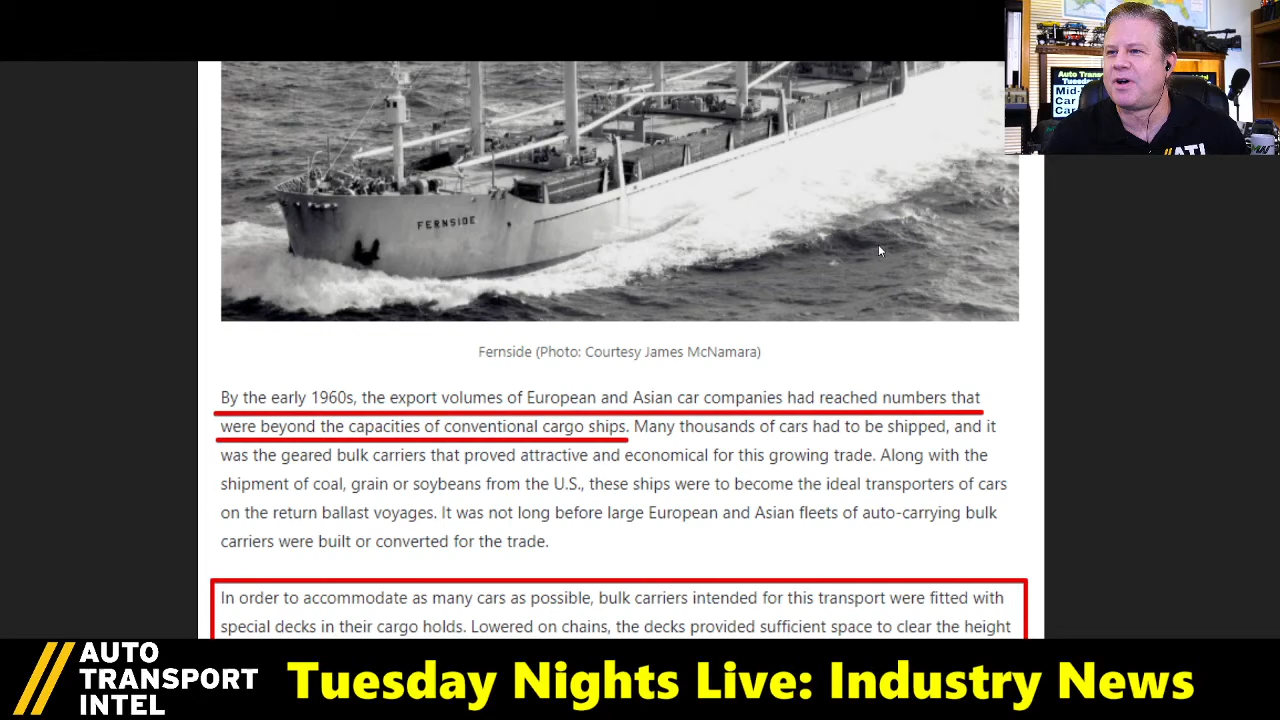 Auto Tra
Tuesda
Mid-
Car
Car
ATI
FERNSIDE
Fernside (Photo: Courtesy James McNamara)
By the early 1960s, the export volumes of European and Asian car companies had reached numbers that
were beyond the capacities of conventional cargo ships. Many thousands of cars had to be shipped, and it
was the geared bulk carriers that proved attractive and economical for this growing trade. Along with the
shipment of coal, grain or soybeans from the U.S., these ships were to become the ideal transporters of cars
on the return ballast voyages. It was not long before large European and Asian fleets of auto-carrying bulk
carriers were built or converted for the trade.
In order to accommodate as many cars as possible, bulk carriers intended for this transport were fitted with
special decks in their cargo holds. Lowered on chains, the decks provided sufficient space to clear the height
AUTO
TRANSPORT
INTEL
Tuesday Nights Live: Industry News